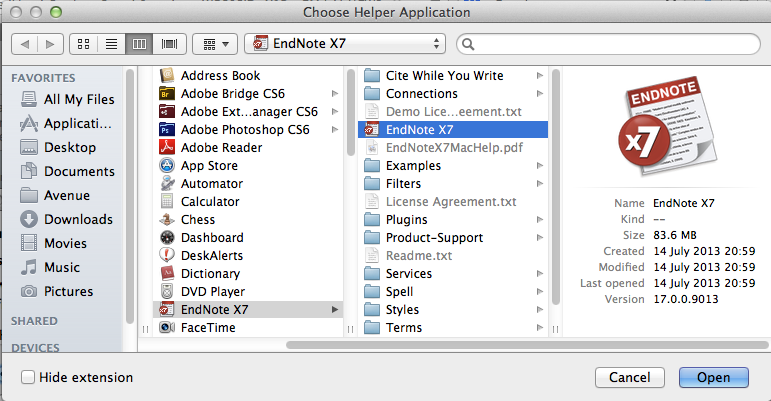 Choose Helper Application
EndNote X7
FAVORITES
All My Files
Applicati...
Desktop
Documents
Avenue
Downloads
Movies
Music
Pictures
SHARED
DEVICES
Address Book
Adobe Bridge CS6
Adobe Ext...anager CS6
Adobe Photoshop CS6
Adobe Reader
App Store
Automator
Calculator
Chess
Dashboard
DeskAlerts
Dictionary
DVD Player
EndNote X7
FaceTime
Cite While You Write
Connections
Demo Lice...eement.txt
EndNote X7
EndNoteX7MacHelp.pdf
Examples
Filters
License Agreement.txt
Plugins
Product-Support
Readme.txt
Services
Spell
Styles
Terms
ENDNOTE
x7
Name EndNote X7
Kind --
Size 83.6 MB
Created 14 July 2013 20:59
Modified 14 July 2013 20:59
Last opened 14 July 2013 20:59
Version 17.0.0.9013
Hide extension
Cancel
Open